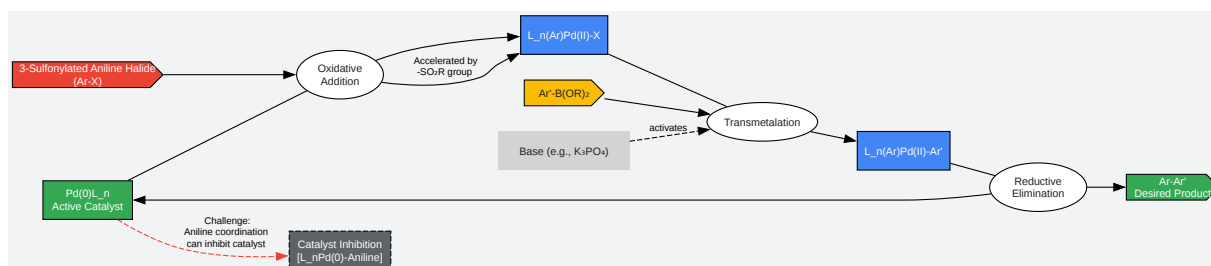 3-Sulfonylated Aniline Halide
(Ar-X)
Oxidative
Addition
Accelerated by
-SO₂R group
L_n(Ar)Pd(II)-X
Ar'-B(OR)₂
Base (e.g., K₃PO₄)
activates
Transmetalation
L_n(Ar)Pd(II)-Ar'
Reductive
Elimination
Ar-Ar'
Desired Product
Pd(0)L_n
Active Catalyst
Challenge:
Aniline coordination
can inhibit catalyst
Catalyst Inhibition
[L_nPd(0)-Aniline]